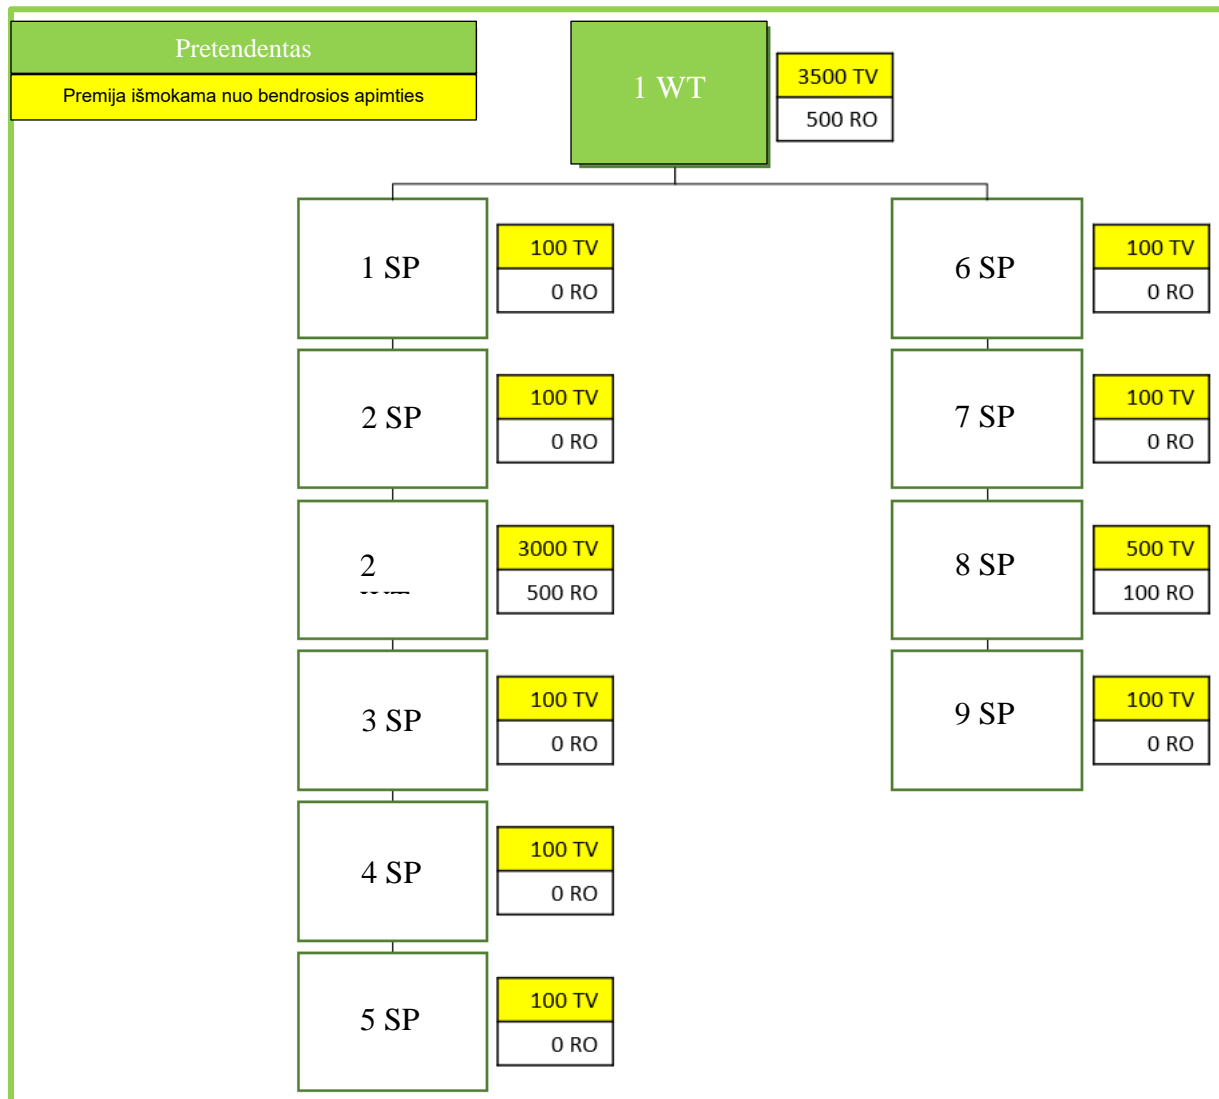 Pretendentas
Premija išmokama nuo bendrosios apimties
1 WT
3500 TV
500 RO
1 SP
100 TV
0 RO
6 SP
100 TV
0 RO
2 SP
100 TV
0 RO
7 SP
100 TV
0 RO
2
3000 TV
500 RO
8 SP
500 TV
100 RO
3 SP
100 TV
0 RO
9 SP
100 TV
0 RO
4 SP
100 TV
0 RO
5 SP
100 TV
0 RO